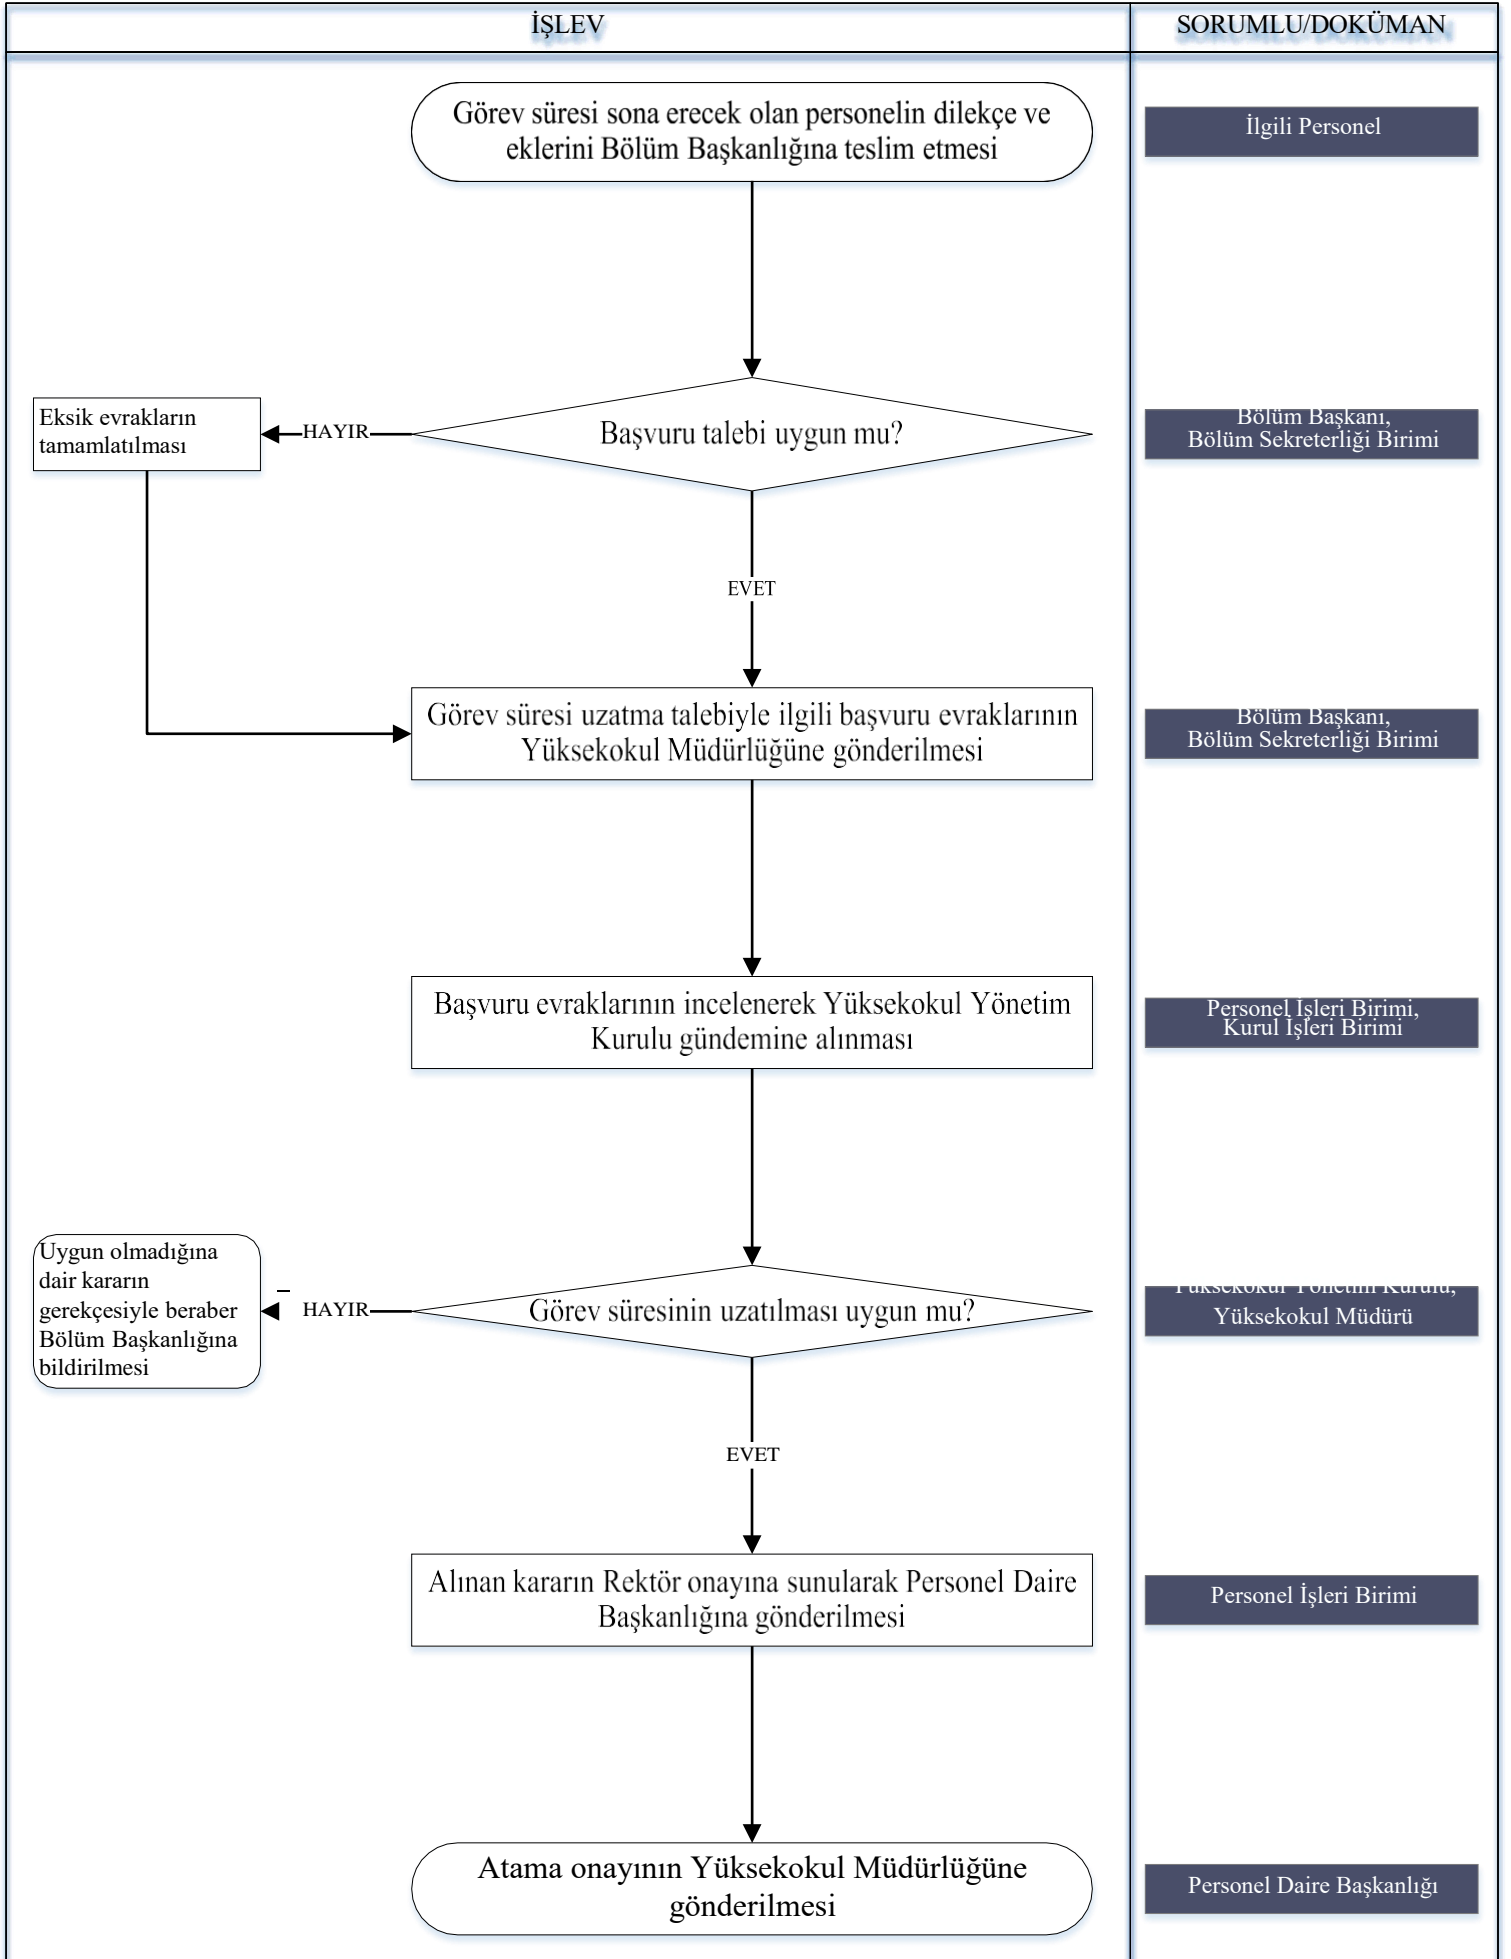 İŞLEV
SORUMLU/DOKÜMAN
Görev süresi sona erecek olan personelin dilekçe ve
eklerini Bölüm Başkanlığına teslim etmesi
İlgili Personel
Eksik evrakların
tamamlatılması
HAYIR
Başvuru talebi uygun mu?
Bölüm Başkanı,
Bölüm Sekreterliği Birimi
EVET
Görev süresi uzatma talebiyle ilgili başvuru evraklarının
Yüksekokul Müdürlüğüne gönderilmesi
Bölüm Başkanı,
Bölüm Sekreterliği Birimi
Başvuru evraklarının incelenerek Yüksekokul Yönetim
Kurulu gündemine alınması
Personel İşleri Birimi,
Kurul İşleri Birimi
Uygun olmadığına
dair kararın
gerekçesiyle beraber
Bölüm Başkanlığına
bildirilmesi
HAYIR
Görev süresinin uzatılması uygun mu?
Yüksekokul Yönetim Kurulu,
Yüksekokul Müdürü
EVET
Alınan kararın Rektör onayına sunularak Personel Daire
Başkanlığına gönderilmesi
Personel İşleri Birimi
Atama onayının Yüksekokul Müdürlüğüne
gönderilmesi
Personel Daire Başkanlığı